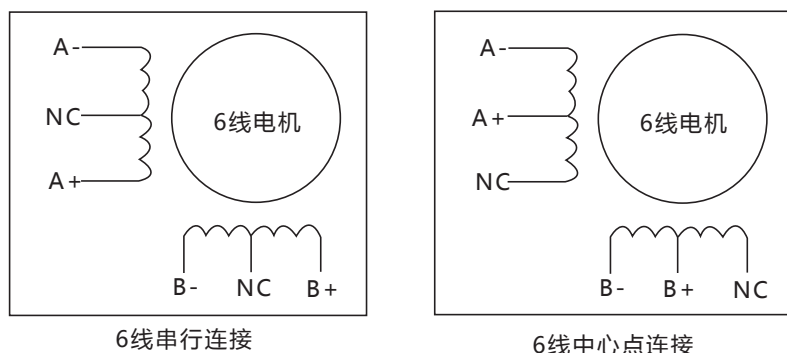 A-
NC
A+
6线电机
B- NC B+
6线串行连接
A-
A+
NC
6线电机
B- B+ NC
6线中心点连接